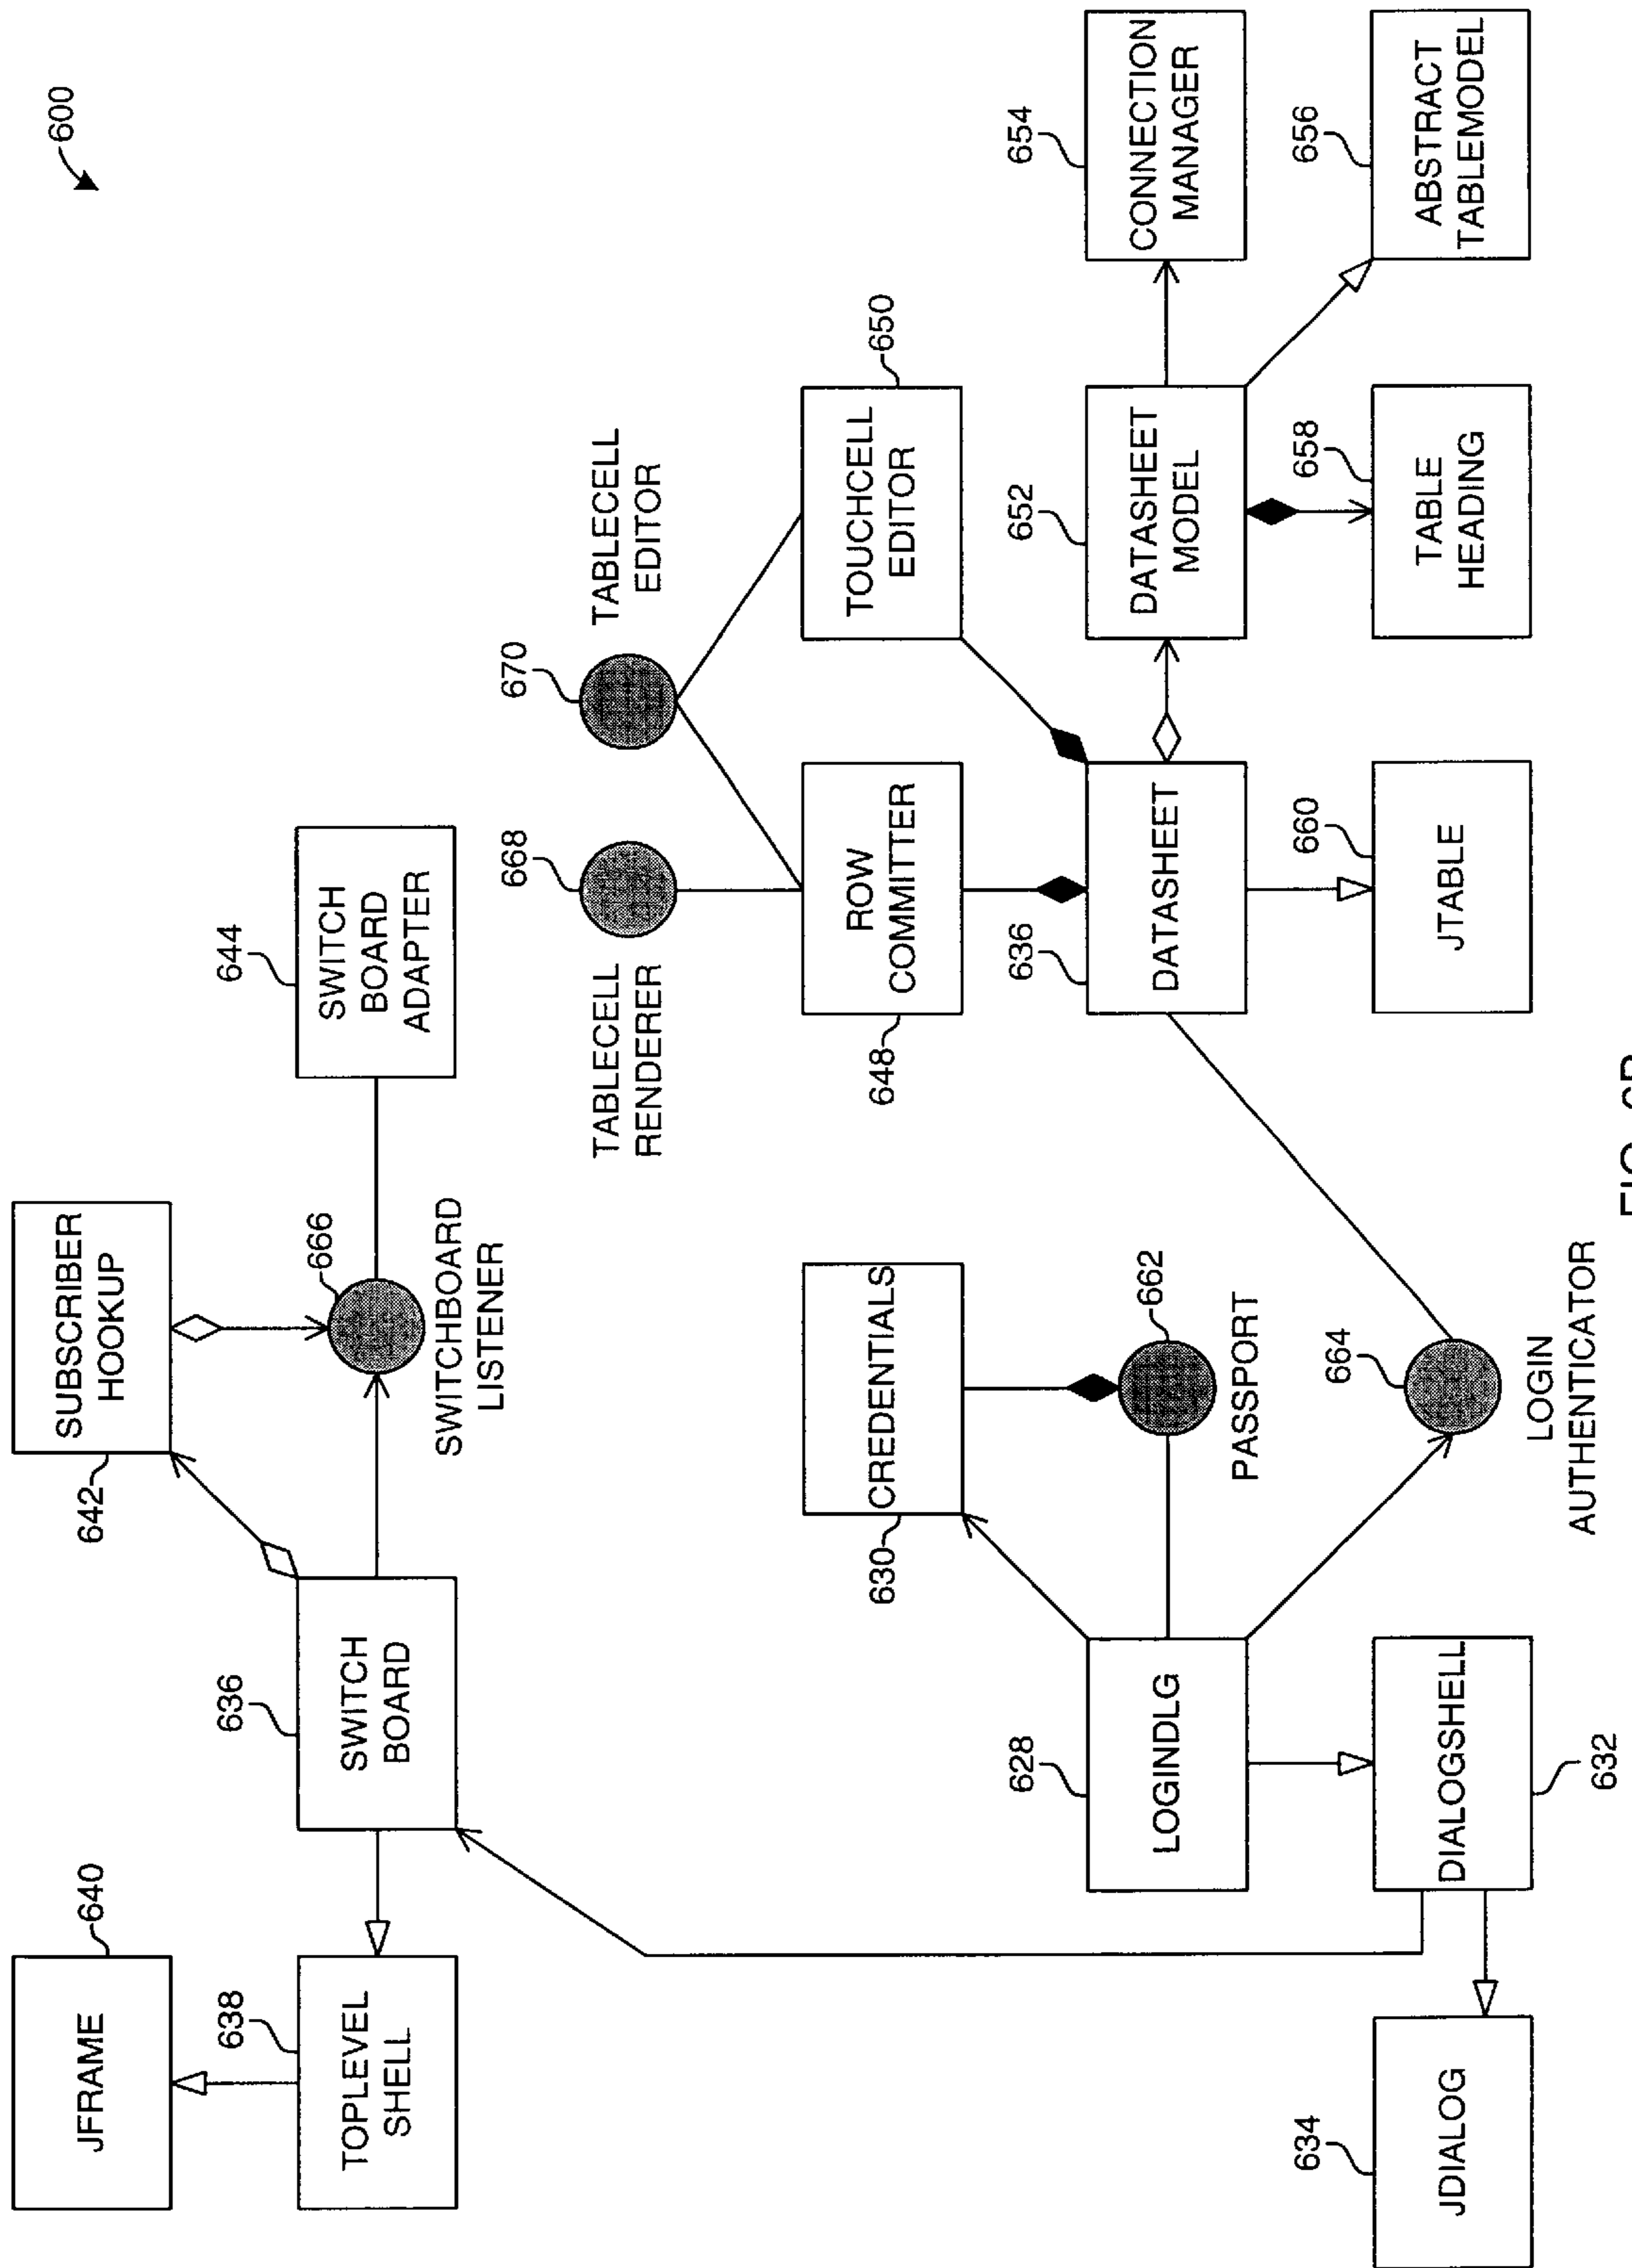 600
JFRAME
640
642
SUBSCRIBER
HOOKUP
638
TOPLEVEL
SHELL
636
SWITCH
BOARD
666
SWITCHBOARD
LISTENER
644
SWITCH
BOARD
ADAPTER
668
TABLECELL
RENDERER
670
TABLECELL
EDITOR
630
CREDENTIALS
648
ROW
COMMITTER
TOUCHCELL
EDITOR
650
628
LOGINDLG
662
PASSPORT
636
DATASHEET
652
DATASHEET
MODEL
654
CONNECTION
MANAGER
634
JDIALOG
DIALOGSHELL
632
664
LOGIN
AUTHENTICATOR
660
JTABLE
658
TABLE
HEADING
656
ABSTRACT
TABLEMODEL